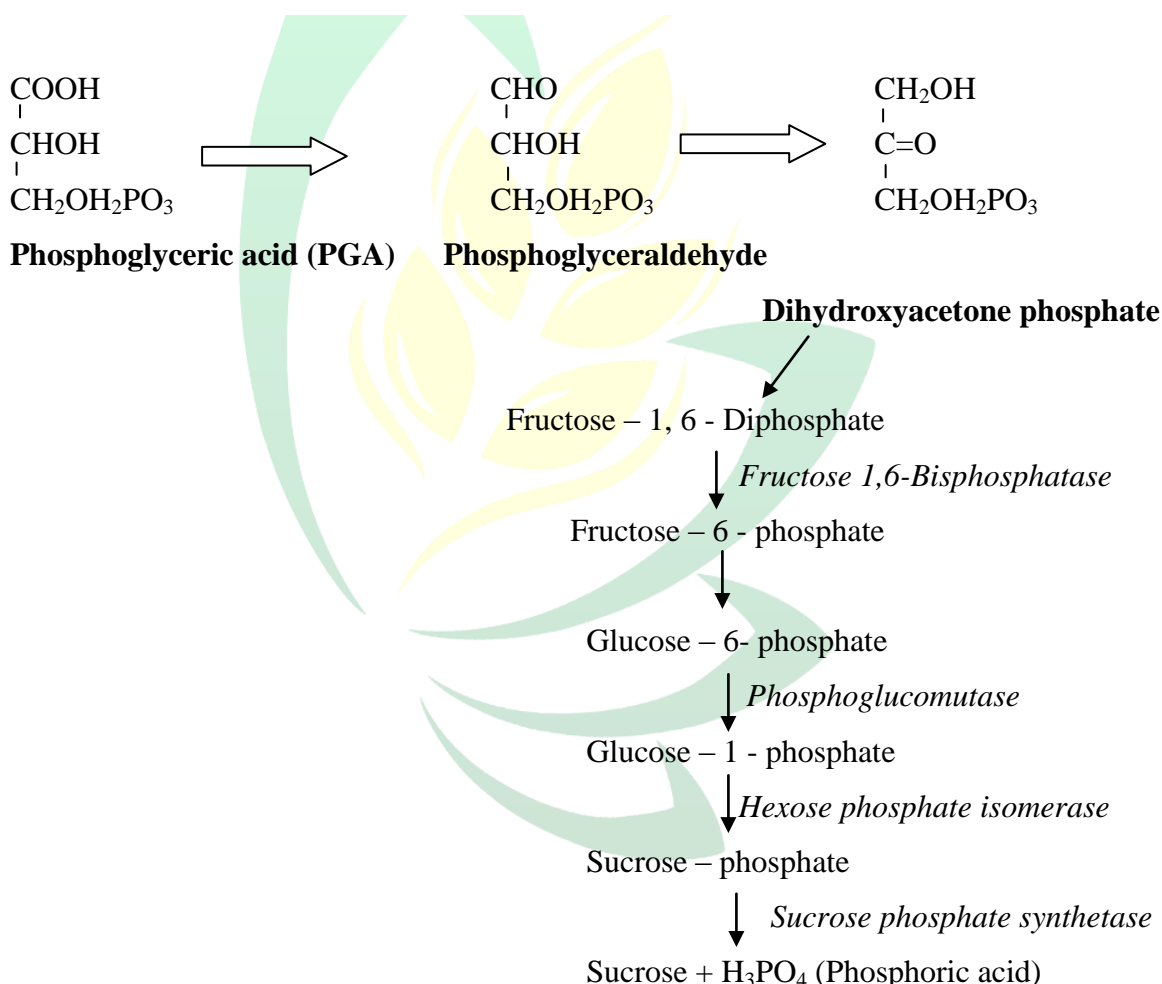 COOH CHO CH₂OH
CHOH CHOH C=O
CH₂OH₂PO₃ CH₂OH₂PO₃ CH₂OH₂PO₃
Phosphoglyceric acid (PGA) Phosphoglyceraldehyde
Dihydroxyacetone phosphate
Fructose – 1, 6 - Diphosphate
Fructose 1,6-Bisphosphatase
Fructose – 6 - phosphate
Glucose – 6- phosphate
Phosphoglucomutase
Glucose – 1 - phosphate
Hexose phosphate isomerase
Sucrose – phosphate
Sucrose phosphate synthetase
Sucrose + H₃PO₄ (Phosphoric acid)